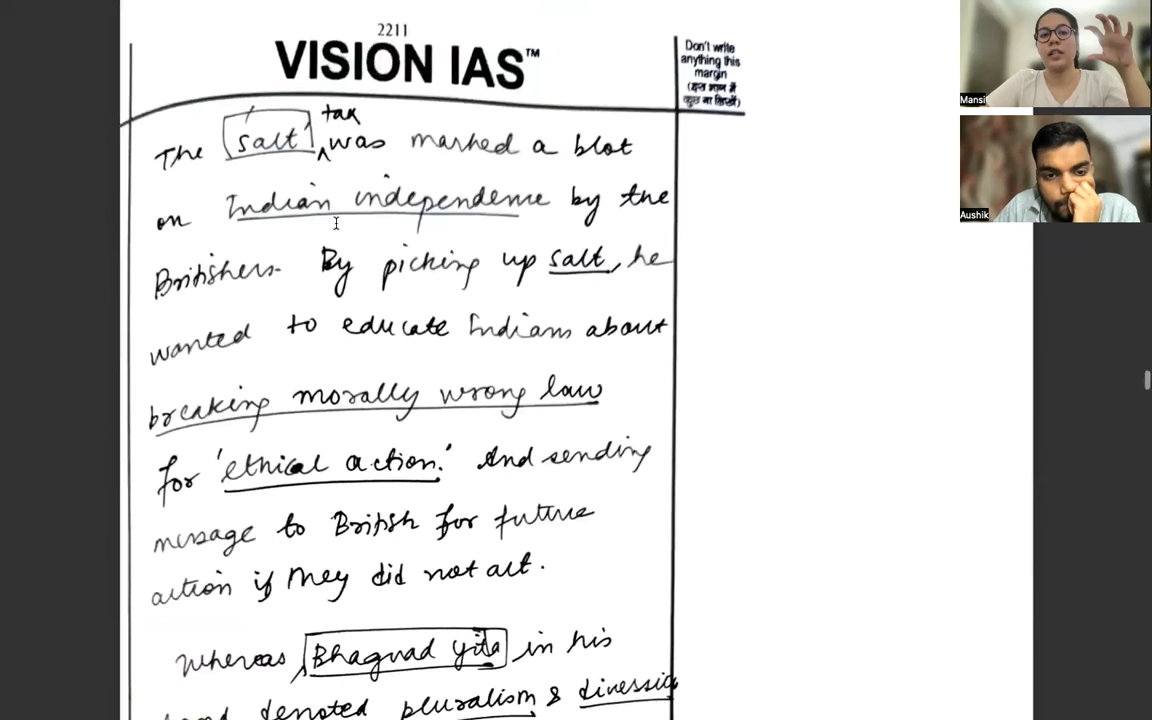 2211
VISION IAS™
Don't write
anything this
margin
(इस भाग में
कुछ ना लिखें)
Mansi
Aushik
tax
The salt was marked a blot
on Indian independence by the
Britishers. By picking up salt, he
wanted to educate Indians about
breaking morally wrong law
for 'ethical action.' And sending
message to British for future
action if they did not act.
Whereas, Bhagvad Gita in his
denoted pluralism &